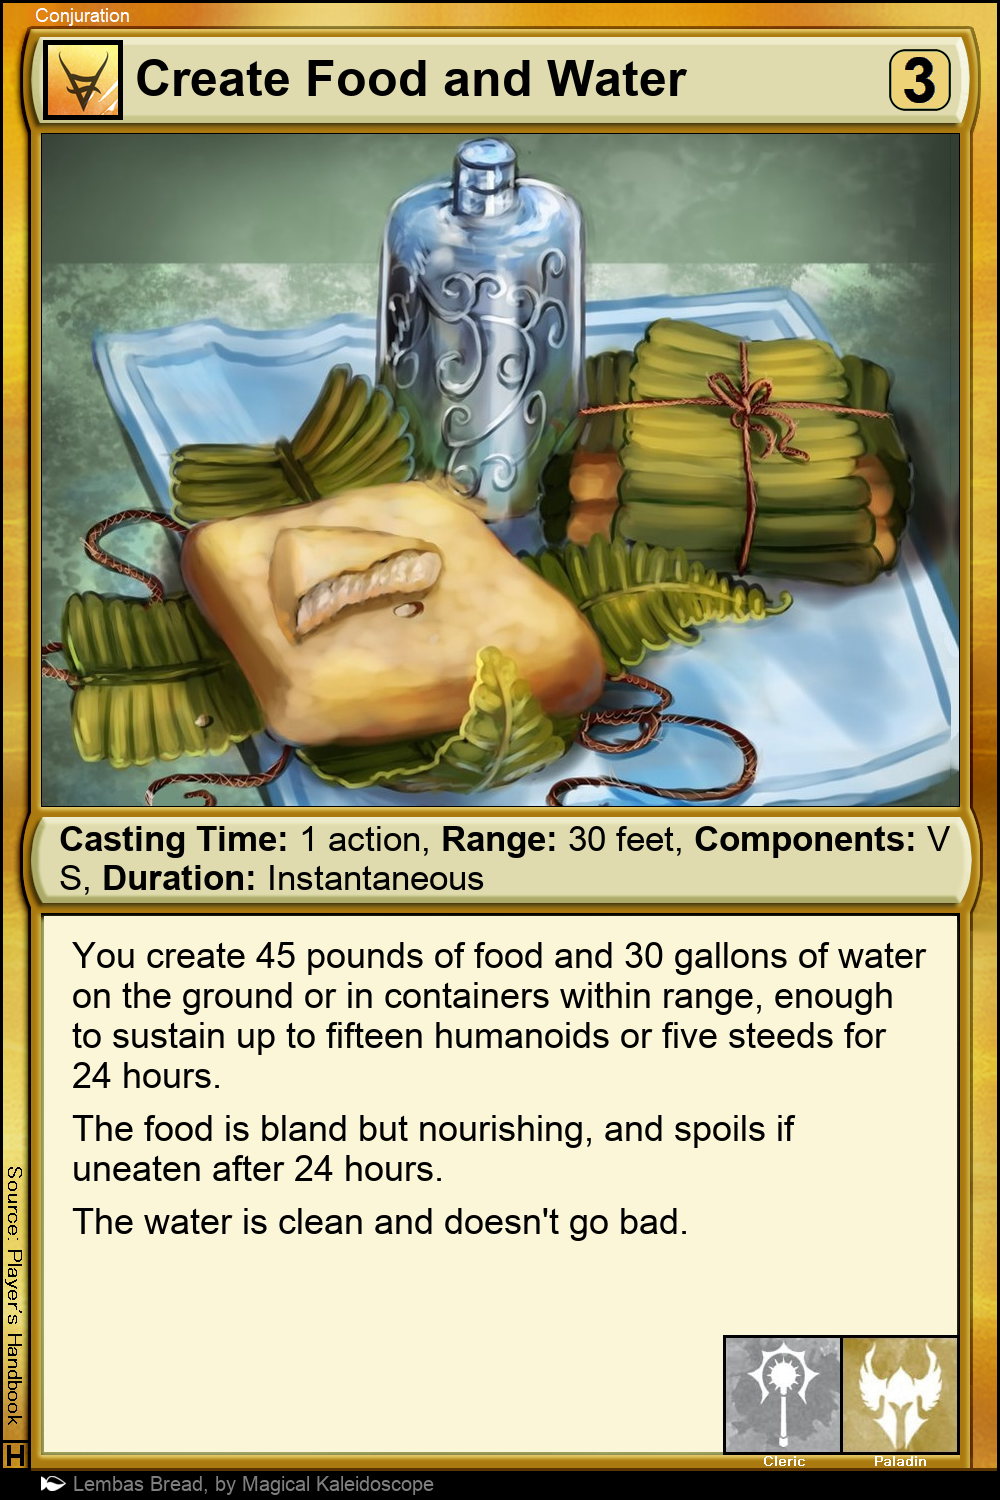 Conjuration
Create Food and Water
3
Casting Time: 1 action, Range: 30 feet, Components: V
S, Duration: Instantaneous
You create 45 pounds of food and 30 gallons of water
on the ground or in containers within range, enough
to sustain up to fifteen humanoids or five steeds for
24 hours.
The food is bland but nourishing, and spoils if
uneaten after 24 hours.
The water is clean and doesn't go bad.
Source: Player's Handbook
H
Cleric
Paladin
Lembas Bread, by Magical Kaleidoscope